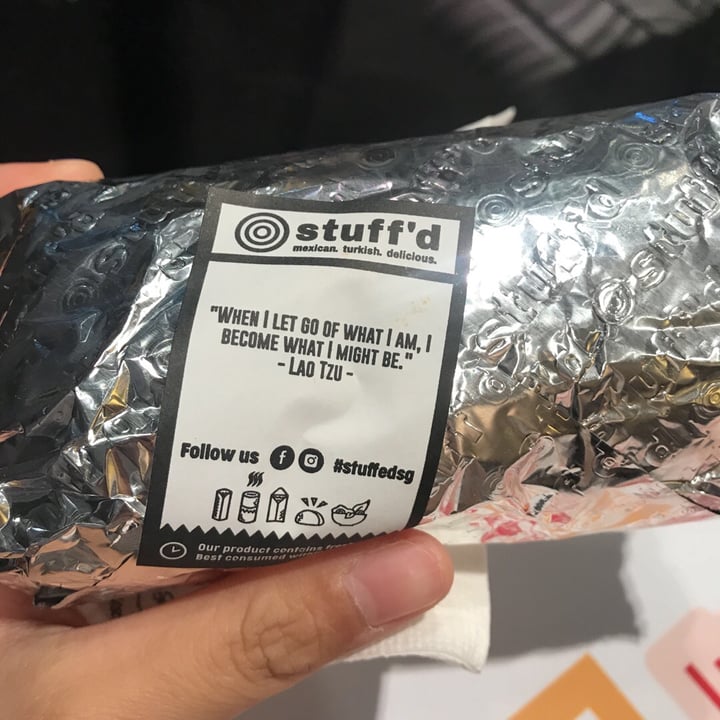 stuff'd
mexican. turkish. delicious.
"WHEN I LET GO OF WHAT I AM, I
BECOME WHAT I MIGHT BE."
- LAO TZU -
Follow us #stuffedsg
Our product contains
Best consumed